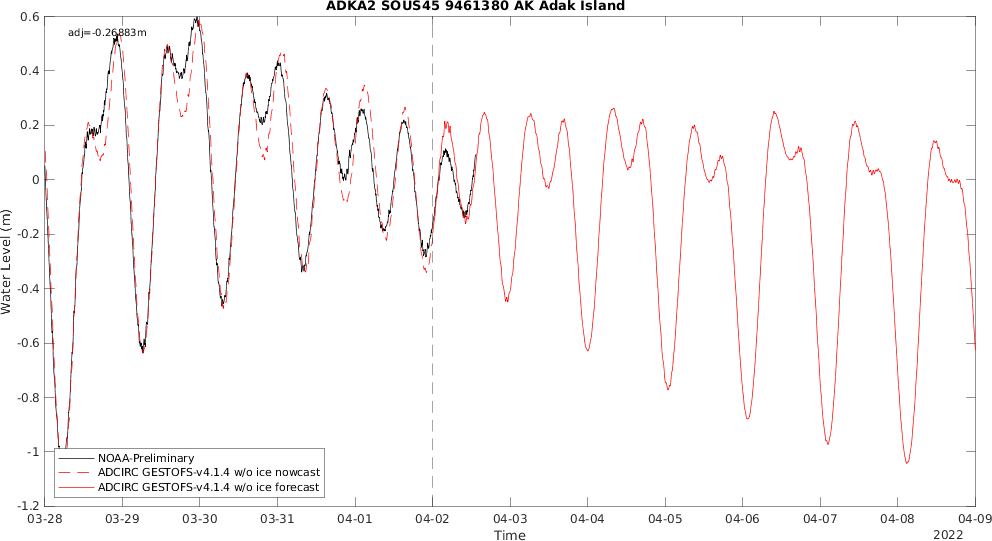 ADKA2 SOUS45 9461380 AK Adak Island
adj=-0.26883m
0.6
0.4
0.2
0
-0.2
-0.4
-0.6
-0.8
-1
-1.2
Water Level (m)
NOAA-Preliminary
ADCIRC GESTOFS-v4.1.4 w/o ice nowcast
ADCIRC GESTOFS-v4.1.4 w/o ice forecast
03-28 03-29 03-30 03-31 04-01 04-02 04-03 04-04 04-05 04-06 04-07 04-08 04-09
Time
2022